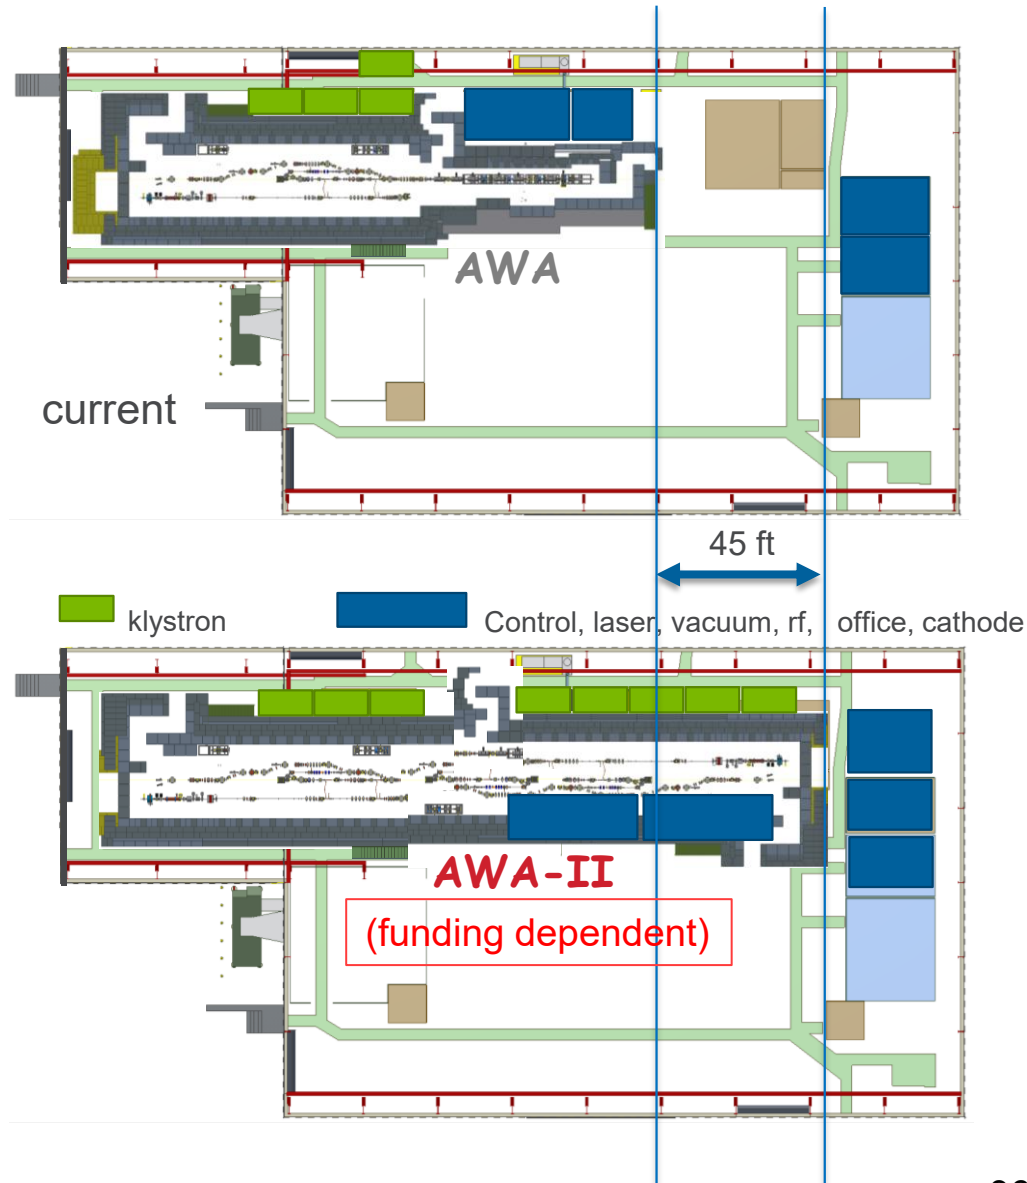 AWA
current
45 ft
klystron
Control, laser, vacuum, rf, office, cathode
AWA-II
(funding dependent)